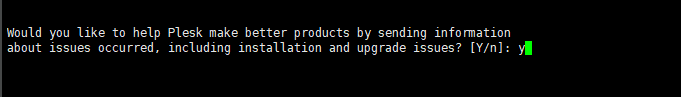 Would you like to help Plesk make better products by sending information
about issues occurred, including installation and upgrade issues? [Y/n]: y